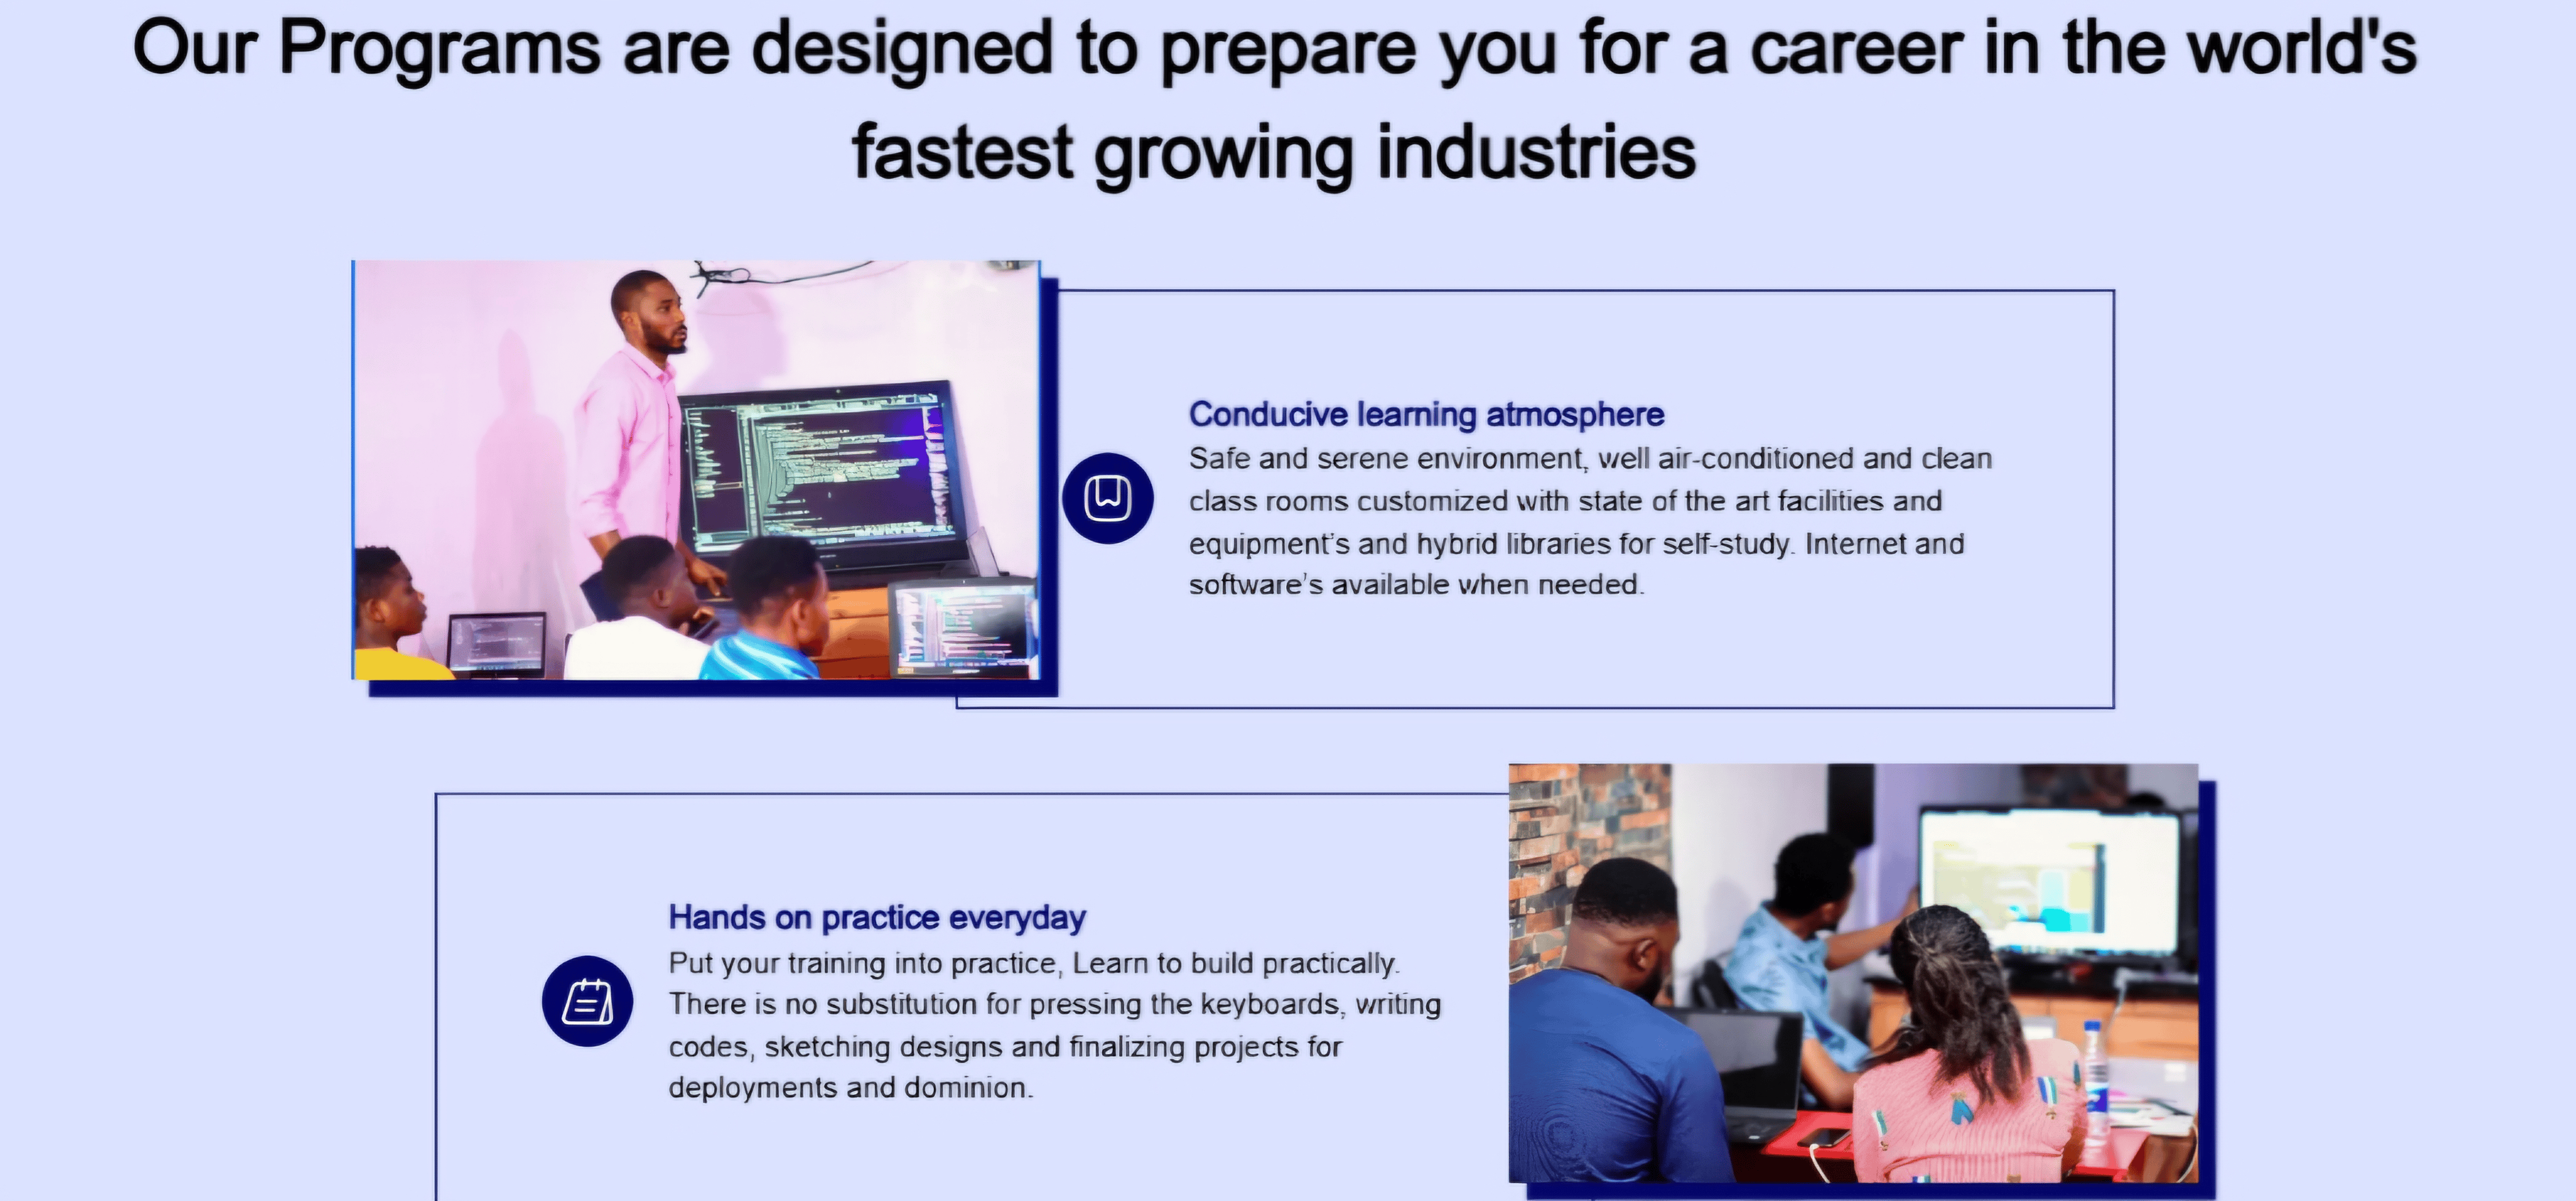 Our Programs are designed to prepare you for a career in the world's
fastest growing industries
Conducive learning atmosphere
Safe and serene environment, well air-conditioned and clean
class rooms customized with state of the art facilities and
equipment’s and hybrid libraries for self-study. Internet and
software’s available when needed.
Hands on practice everyday
Put your training into practice, Learn to build practically.
There is no substitution for pressing the keyboards, writing
codes, sketching designs and finalizing projects for
deployments and dominion.